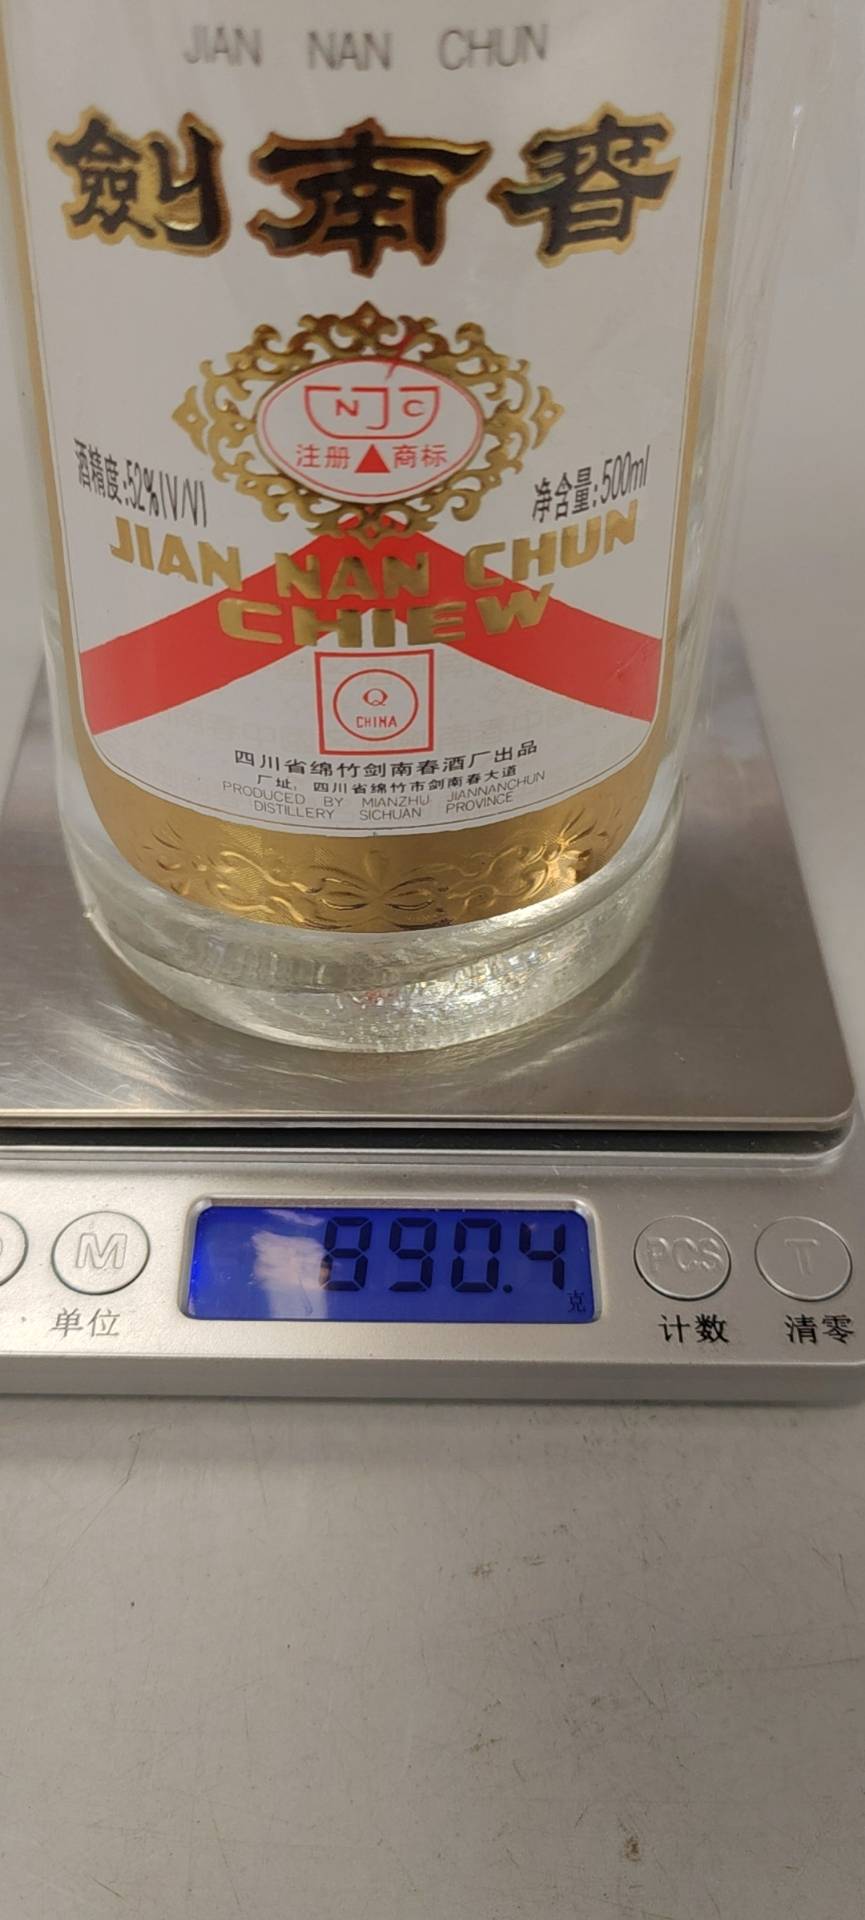 JIAN NAN CHUN
劍南春
N J C
注册 商标
酒精度:52%(V/V)
净含量:500ml
JIAN NAN CHUN
CHIEW
Q
CHINA
四川省绵竹剑南春酒厂出品
厂址: 四川省绵竹市剑南春大道
PRODUCED BY MIANZHU JIANNANCHUN
DISTILLERY SICHUAN PROVINCE
890.4
克
M
PCS
T
单位
计数
清零